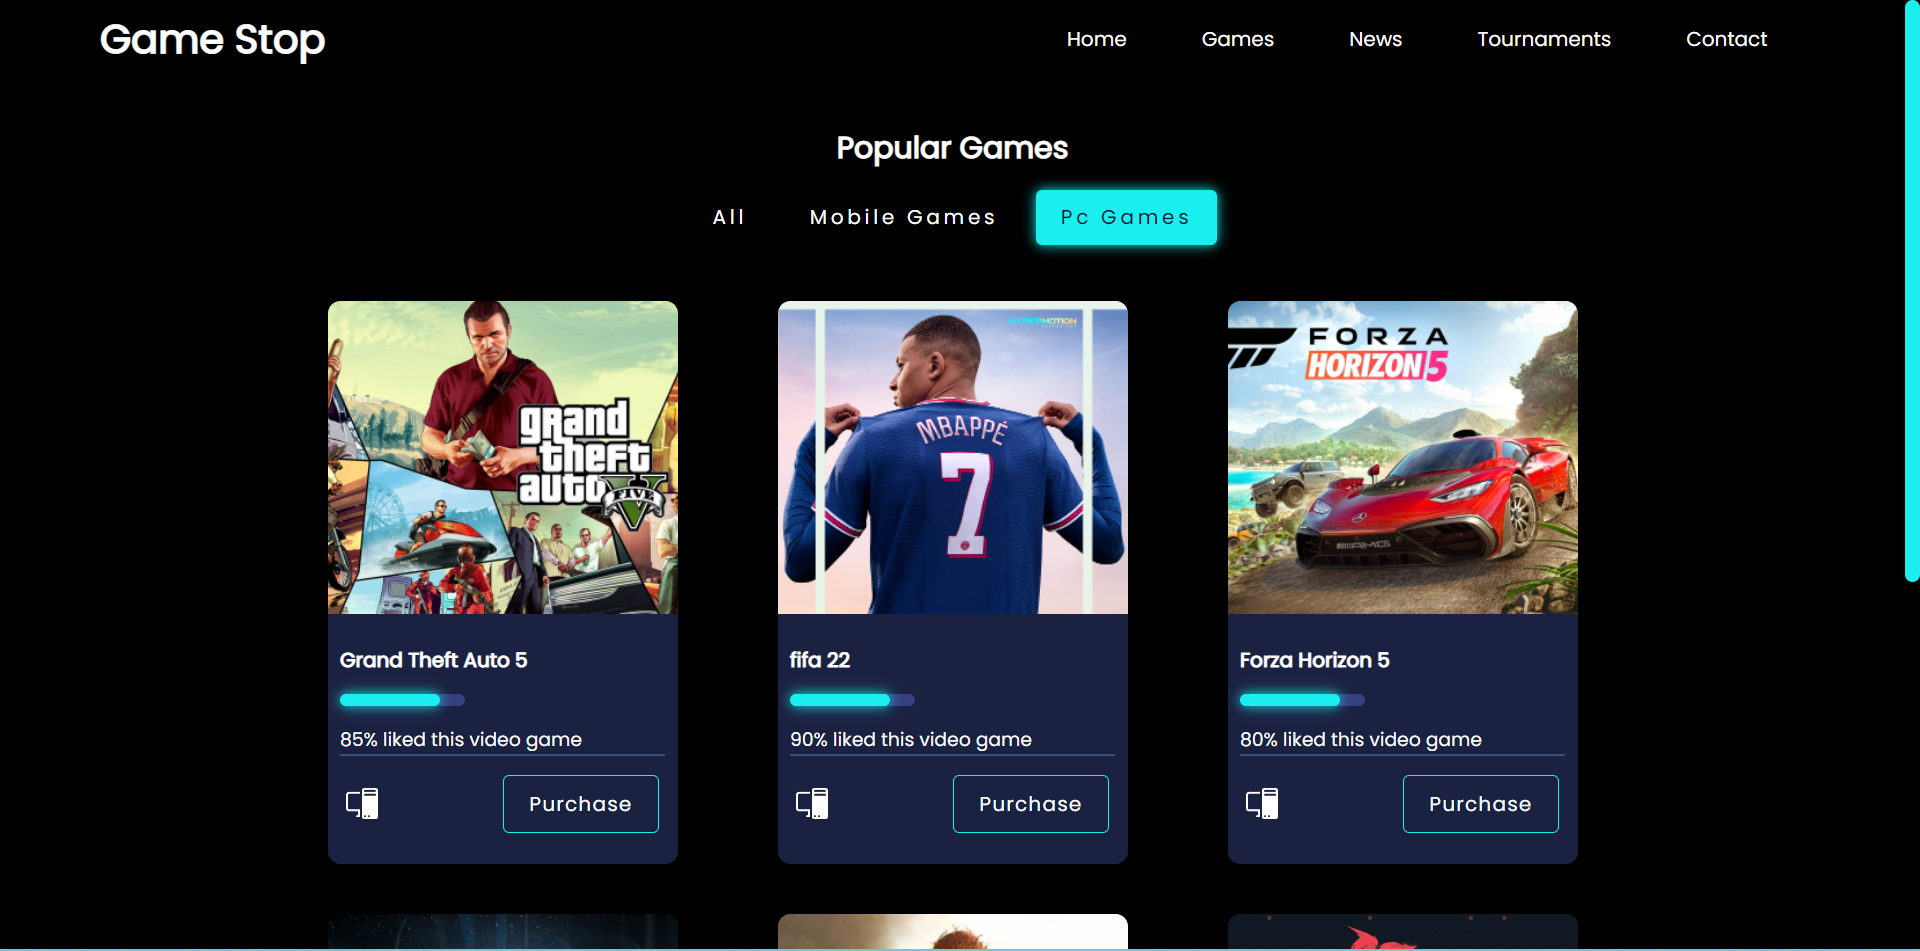 Game Stop
Home
Games
News
Tournaments
Contact
Popular Games
All
Mobile Games
Pc Games
grand
theft
auto
FIVE
V
HYPERMOTION
MBAPPÉ
7
FORZA
HORIZON 5
AMG
Grand Theft Auto 5
fifa 22
Forza Horizon 5
85% liked this video game
90% liked this video game
80% liked this video game
Purchase
Purchase
Purchase